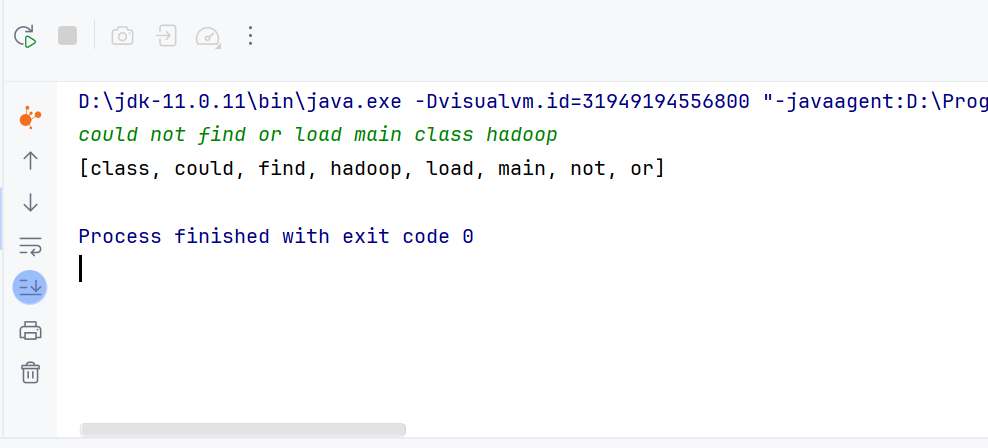 D:\jdk-11.0.11\bin\java.exe -Dvisualvm.id=31949194556800 "-javaagent:D:\Prog
could not find or load main class hadoop
[class, could, find, hadoop, load, main, not, or]
Process finished with exit code 0